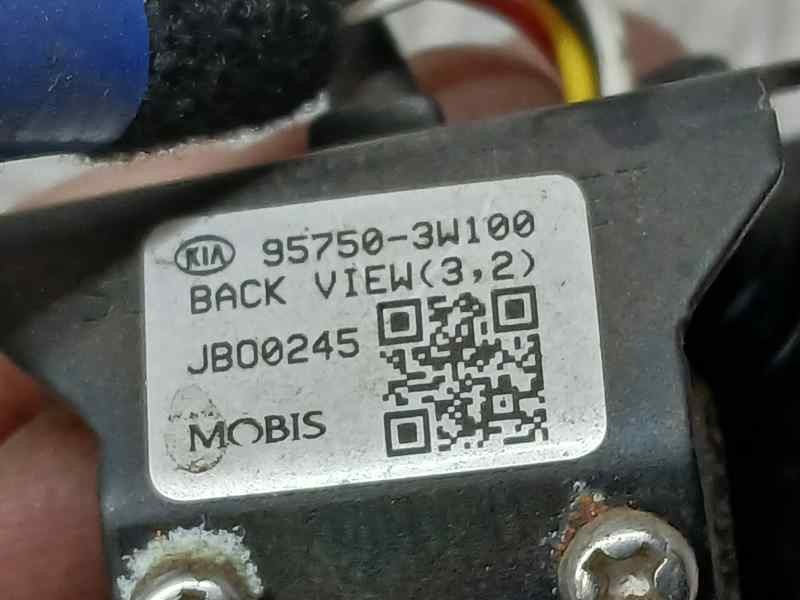 KIA 95750-3W100
BACK VIEW(3,2)
JB00245
MOBIS